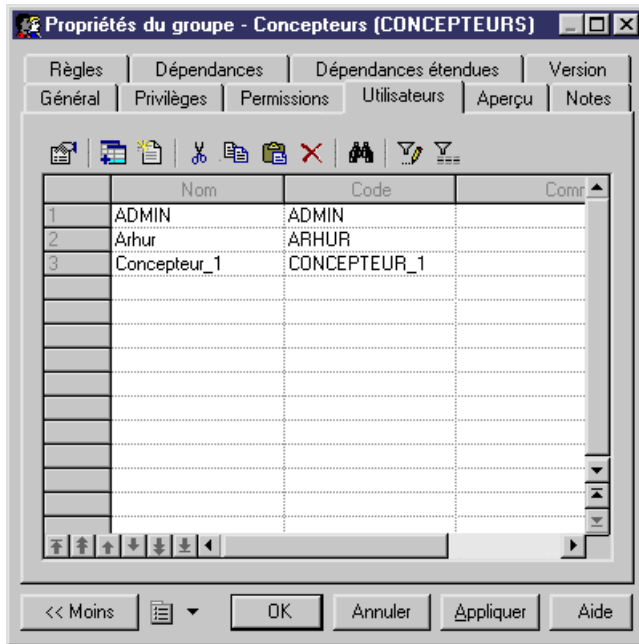 Propriétés du groupe - Concepteurs (CONCEPTEURS)
Règles Dépendances Dépendances étendues Version
Général Privilèges Permissions Utilisateurs Aperçu Notes
Nom Code Comm
1 ADMIN ADMIN
2 Arhur ARHUR
3 Concepteur_1 CONCEPTEUR_1
<< Moins OK Annuler Appliquer Aide